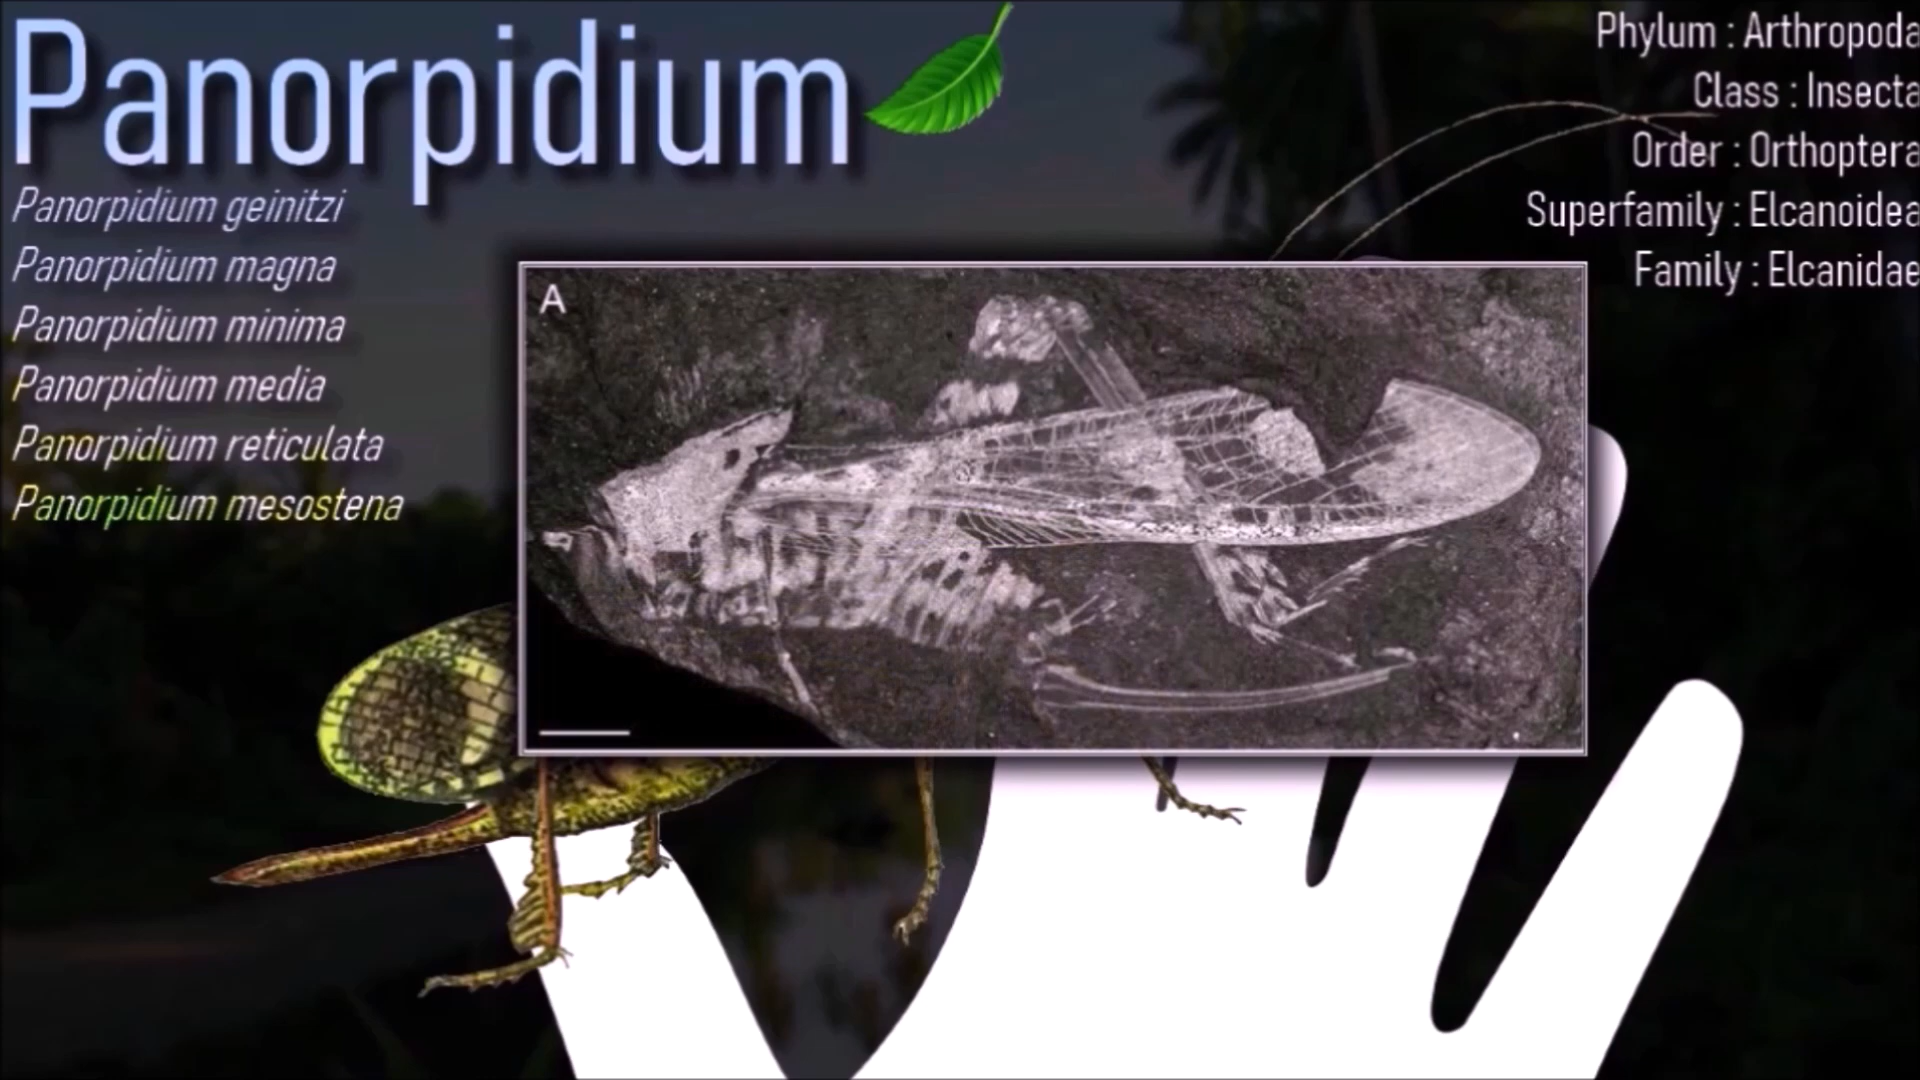 Panorpidium
Panorpidium geinitzi
Panorpidium magna
Panorpidium minima
Panorpidium media
Panorpidium reticulata
Panorpidium mesostena
Phylum : Arthropoda
Class : Insecta
Order : Orthoptera
Superfamily : Elcanoidea
Family : Elcanidae
A